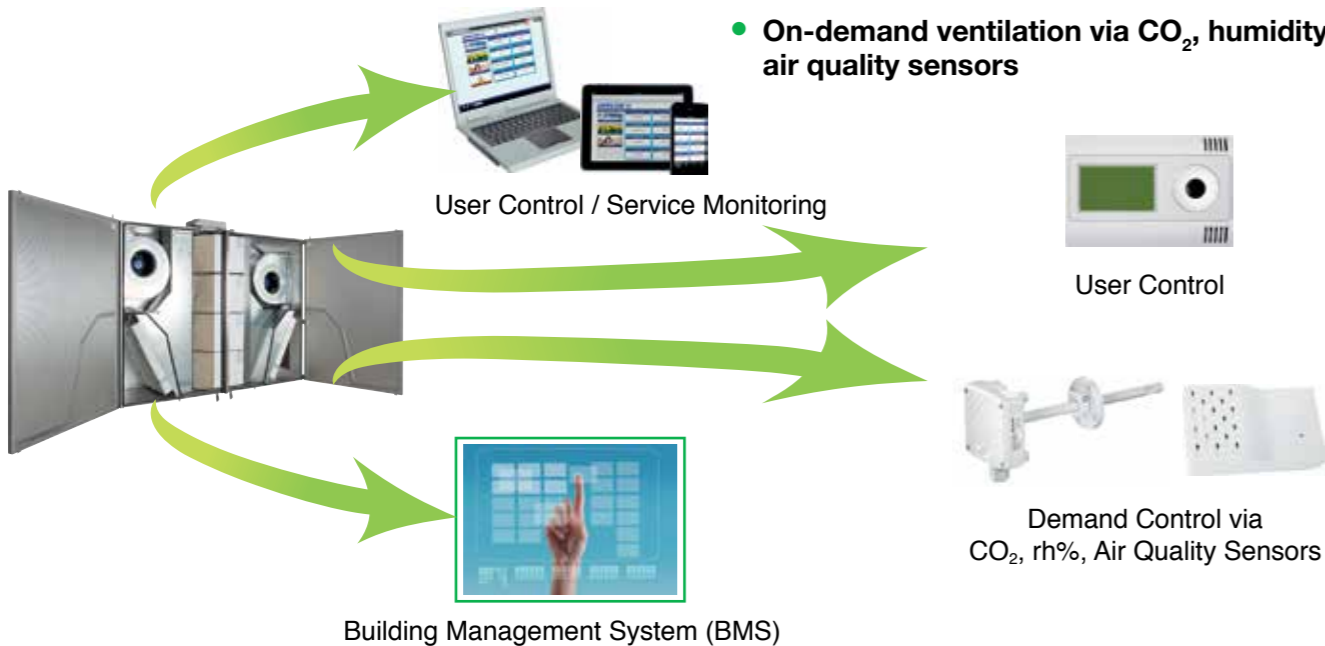 • On-demand ventilation via CO₂, humidity
air quality sensors
User Control / Service Monitoring
User Control
Demand Control via
CO₂, rh%, Air Quality Sensors
Building Management System (BMS)